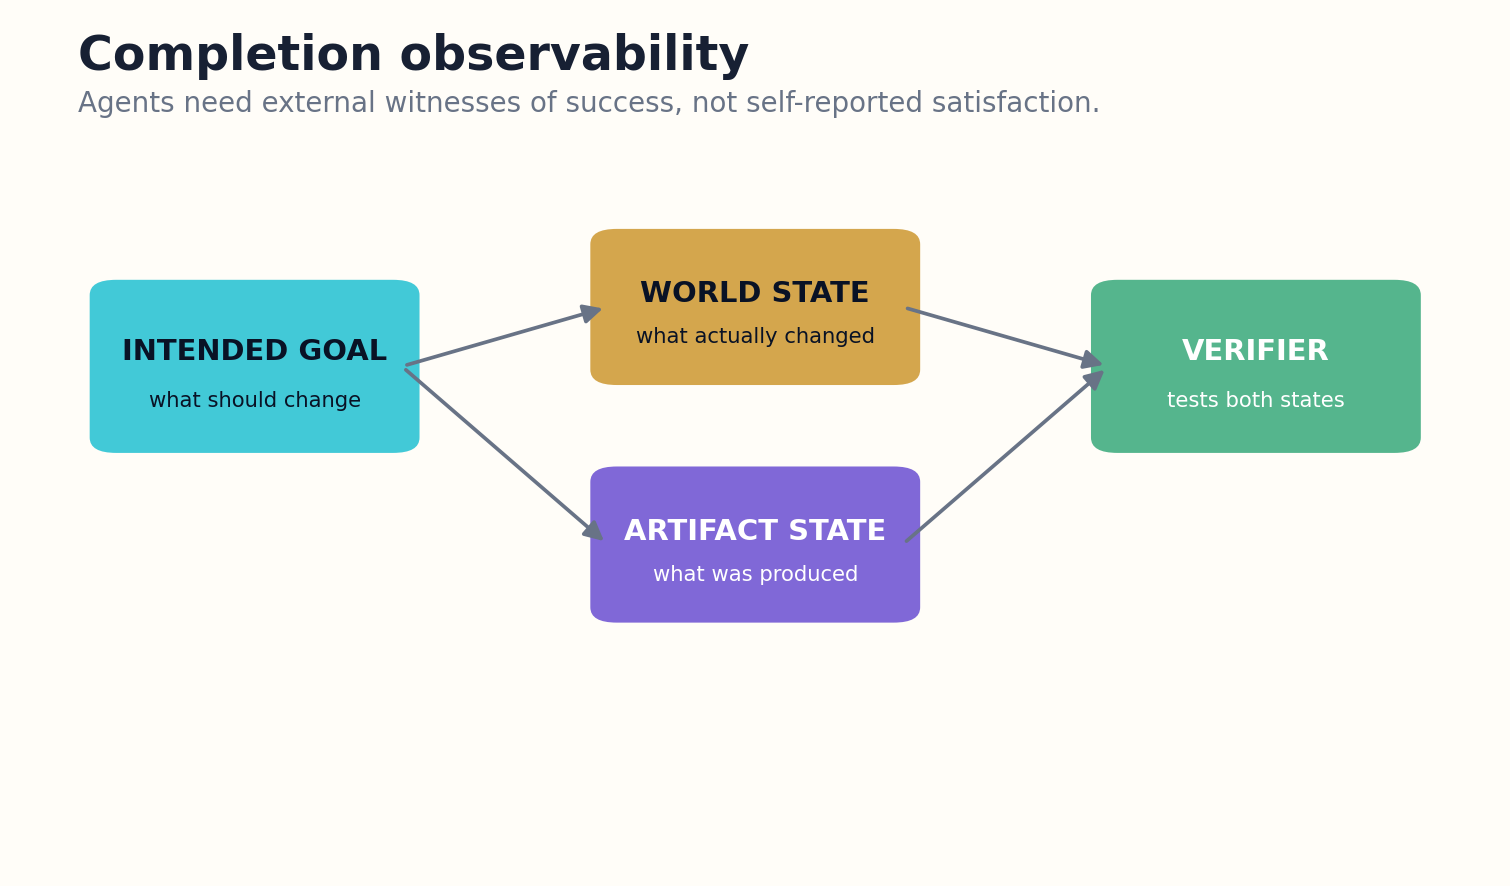 Completion observability
Agents need external witnesses of success, not self-reported satisfaction.
INTENDED GOAL
what should change
WORLD STATE
what actually changed
ARTIFACT STATE
what was produced
VERIFIER
tests both states